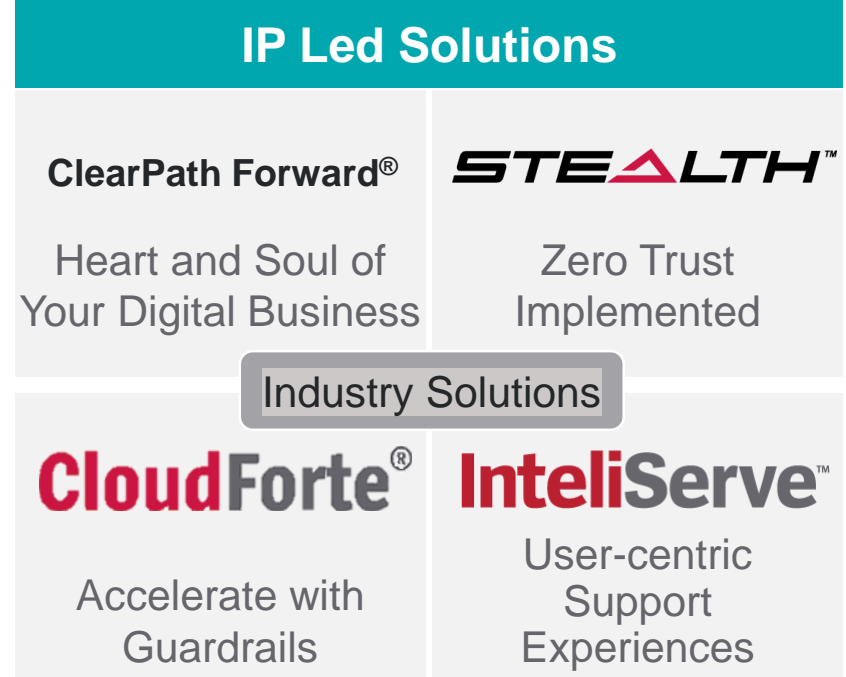 IP Led Solutions
ClearPath Forward®
Heart and Soul of
Your Digital Business
STEALTH™
Zero Trust
Implemented
Industry Solutions
CloudForte®
Accelerate with
Guardrails
InteliServe™
User-centric
Support
Experiences